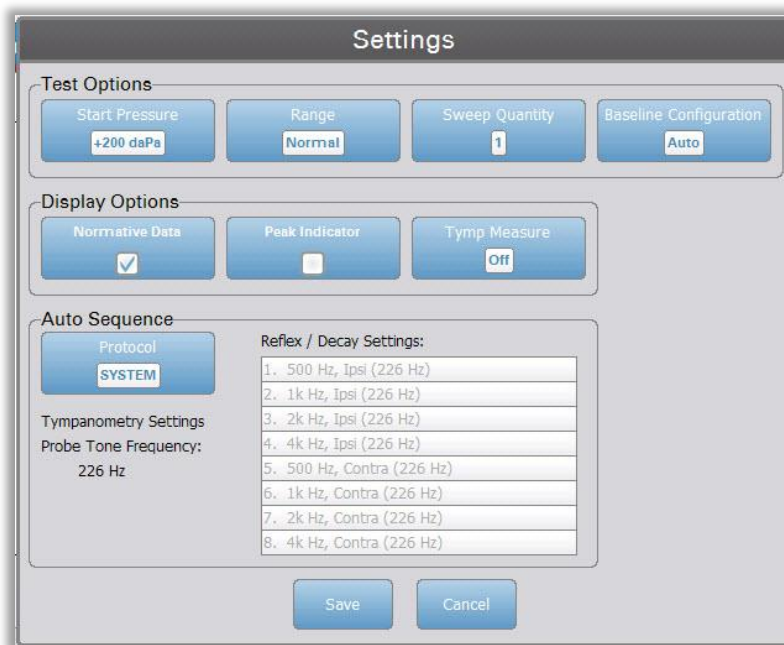 Settings
Test Options
Start Pressure
+200 daPa
Range
Normal
Sweep Quantity
1
Baseline Configuration
Auto
Display Options
Normative Data
Peak Indicator
Tymp Measure
Off
Auto Sequence
Protocol
SYSTEM
Tympanometry Settings
Probe Tone Frequency:
226 Hz
Reflex / Decay Settings:
1. 500 Hz, Ipsi (226 Hz)
2. 1k Hz, Ipsi (226 Hz)
3. 2k Hz, Ipsi (226 Hz)
4. 4k Hz, Ipsi (226 Hz)
5. 500 Hz, Contra (226 Hz)
6. 1k Hz, Contra (226 Hz)
7. 2k Hz, Contra (226 Hz)
8. 4k Hz, Contra (226 Hz)
Save
Cancel